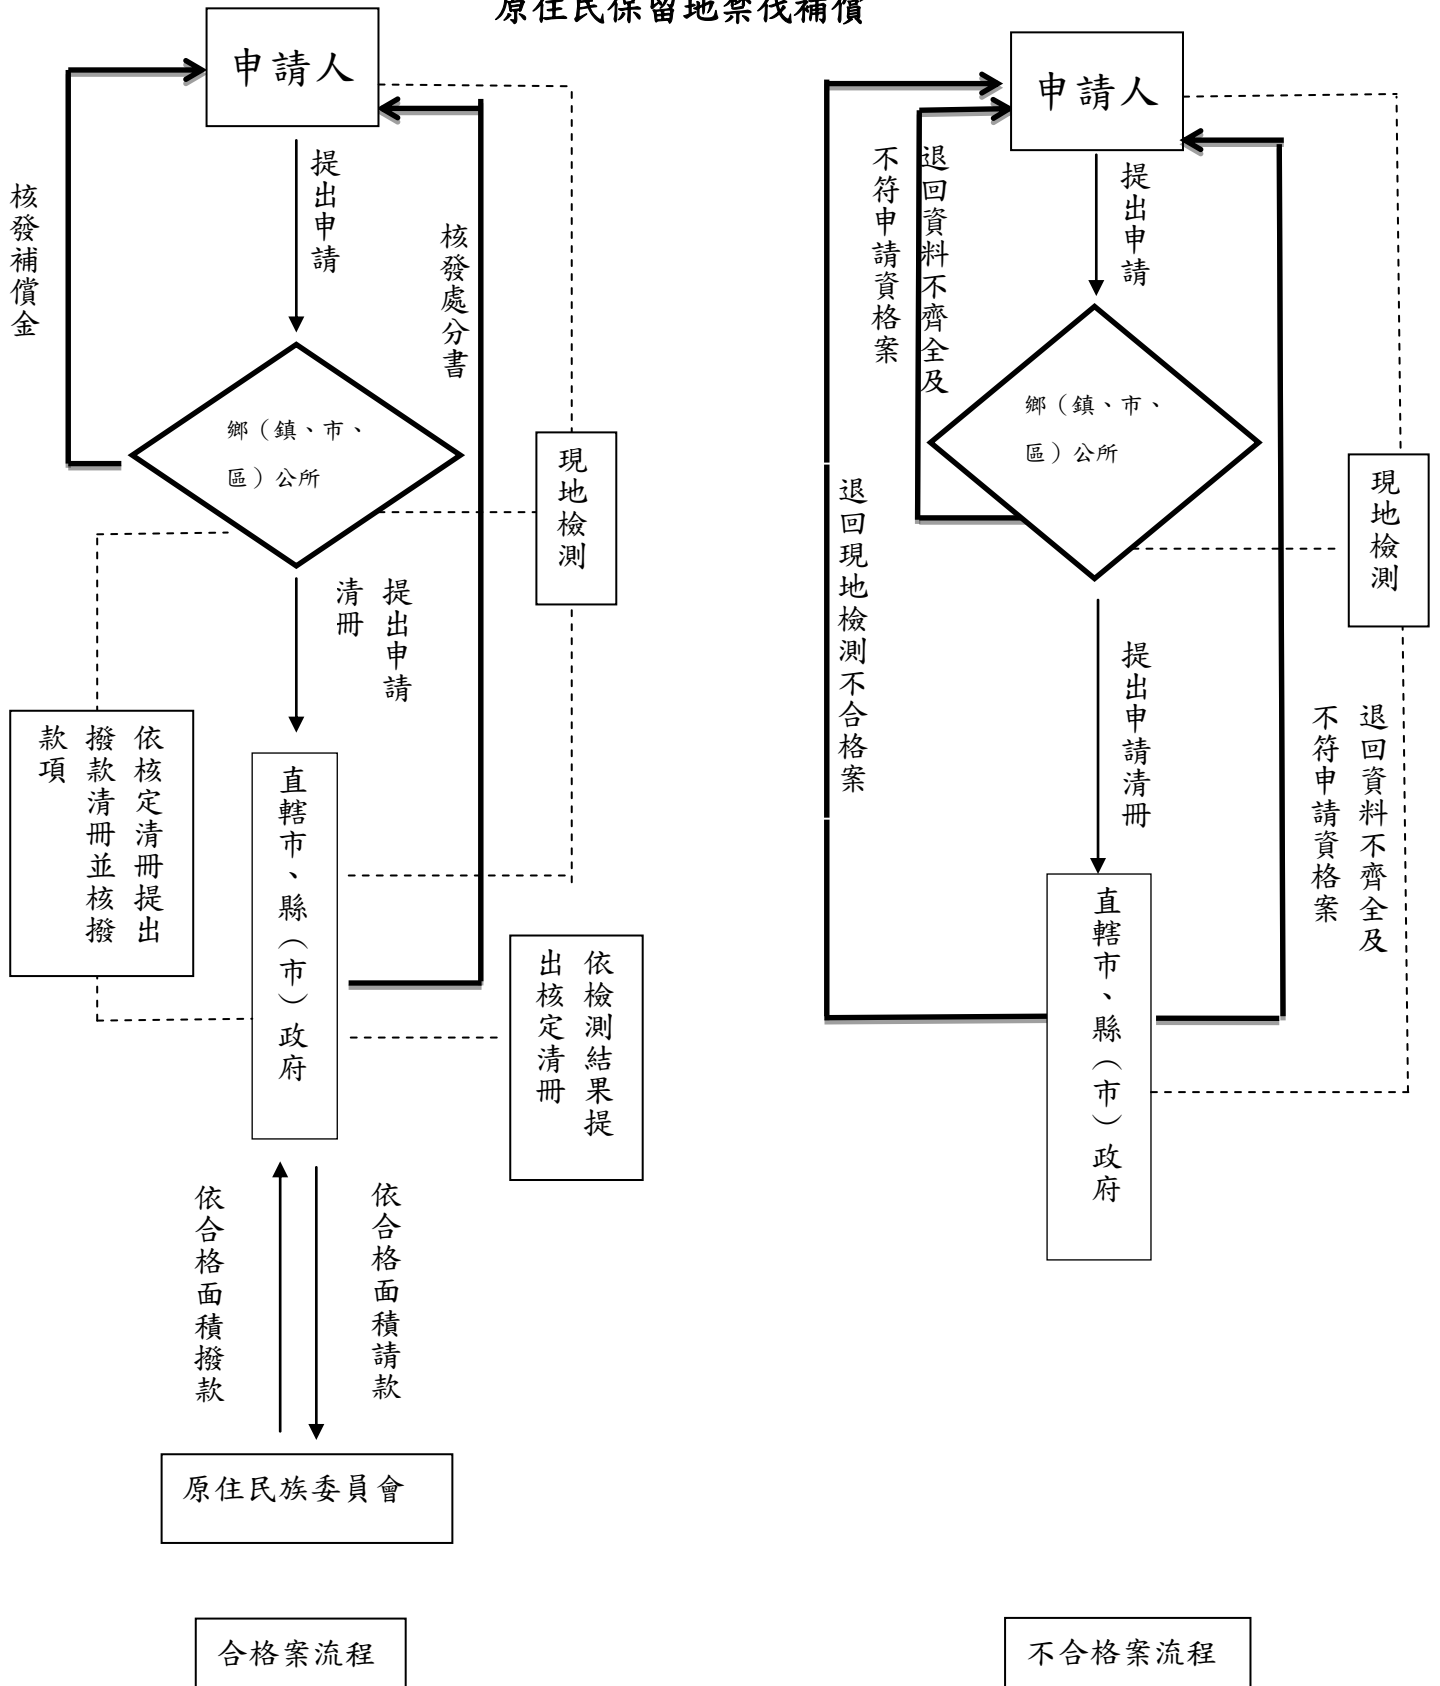 原住民保留地禁伐補償
申請人
提出申請
核發補償金
核發處分書
鄉（鎮、市、
區）公所
現地檢測
提出申請
清冊
依核定清冊提出
撥款清冊並核撥
款項
直轄市、縣（市）政府
依檢測結果提
出核定清冊
依合格面積撥款
依合格面積請款
原住民族委員會
合格案流程
申請人
提出申請
退回資料不齊全及
不符申請資格案
鄉（鎮、市、
區）公所
現地檢測
退回現地檢測不合格案
提出申請清冊
退回資料不齊全及
不符申請資格案
直轄市、縣（市）政府
不合格案流程